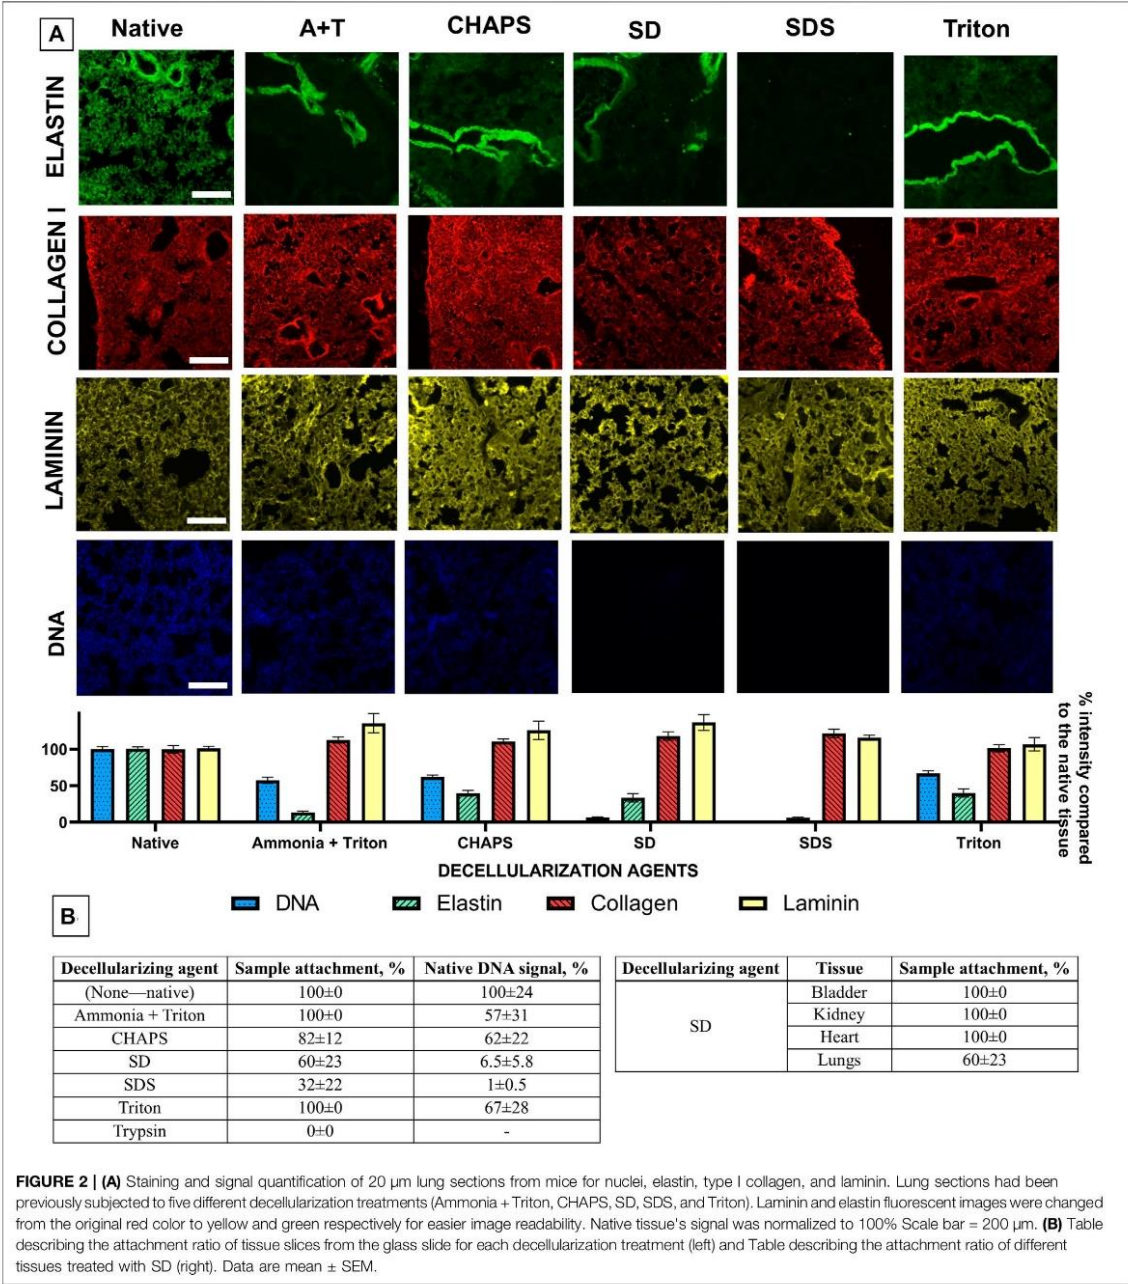 A
Native
A+T
CHAPS
SD
SDS
Triton
ELASTIN
COLLAGEN I
LAMININ
DNA
100
50
0
% intensity compared
to the native tissue
Native
Ammonia + Triton
CHAPS
SD
SDS
Triton
DECELLULARIZATION AGENTS
DNA
Elastin
Collagen
Laminin
B
Decellularizing agent Sample attachment, % Native DNA signal, %
(None—native) 100±0 100±24
Ammonia + Triton 100±0 57±31
CHAPS 82±12 62±22
SD 60±23 6.5±5.8
SDS 32±22 1±0.5
Triton 100±0 67±28
Trypsin 0±0 -
Decellularizing agent Tissue Sample attachment, %
SD
Bladder 100±0
Kidney 100±0
Heart 100±0
Lungs 60±23
FIGURE 2 | (A) Staining and signal quantification of 20 µm lung sections from mice for nuclei, elastin, type I collagen, and laminin. Lung sections had been
previously subjected to five different decellularization treatments (Ammonia + Triton, CHAPS, SD, SDS, and Triton). Laminin and elastin fluorescent images were changed
from the original red color to yellow and green respectively for easier image readability. Native tissue's signal was normalized to 100% Scale bar = 200 µm. (B) Table
describing the attachment ratio of tissue slices from the glass slide for each decellularization treatment (left) and Table describing the attachment ratio of different
tissues treated with SD (right). Data are mean ± SEM.